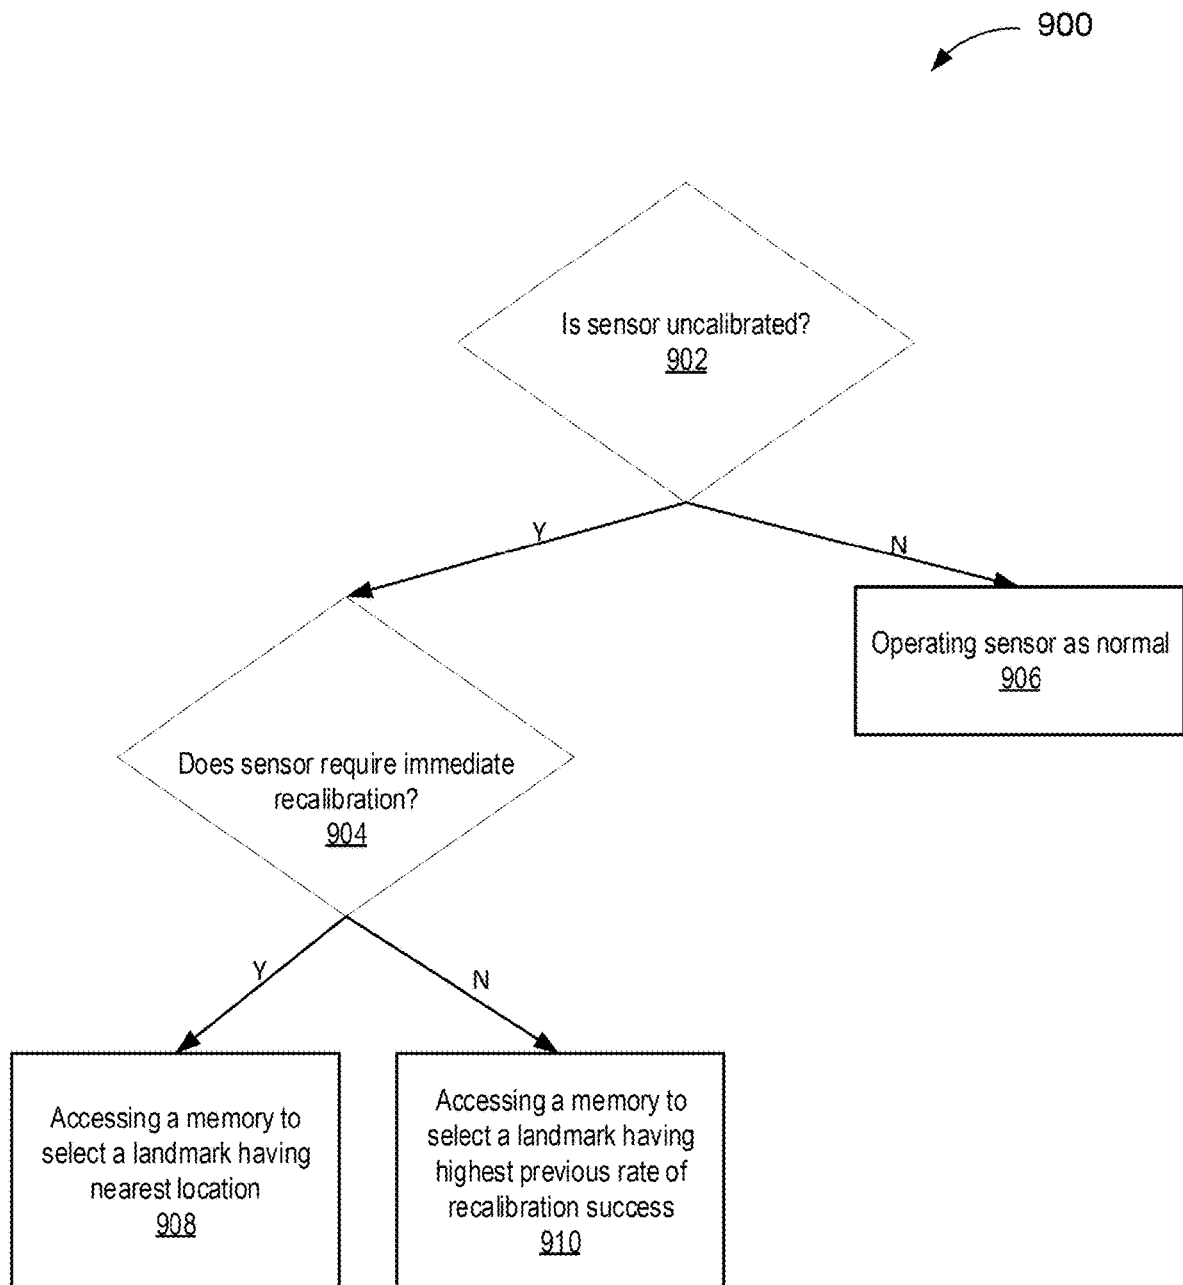 900
Is sensor uncalibrated?
902
Y
N
Operating sensor as normal
906
Does sensor require immediate
recalibration?
904
Y
N
Accessing a memory to
select a landmark having
nearest location
908
Accessing a memory to
select a landmark having
highest previous rate of
recalibration success
910